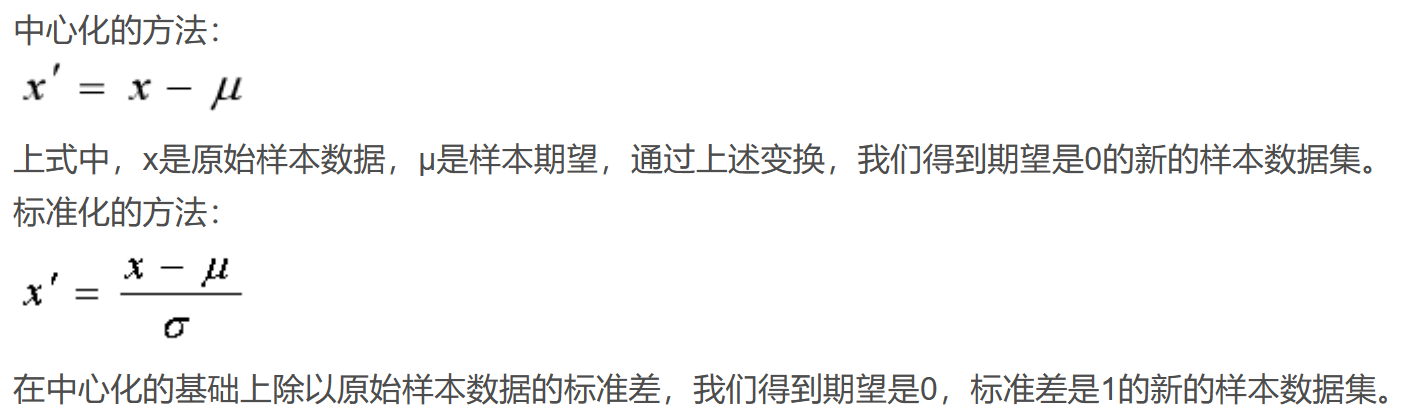 中心化的方法：
x′ = x − μ
上式中，x是原始样本数据，μ是样本期望，通过上述变换，我们得到期望是0的新的样本数据集。
标准化的方法：
x′ = (x − μ) / σ
在中心化的基础上除以原始样本数据的标准差，我们得到期望是0，标准差是1的新的样本数据集。